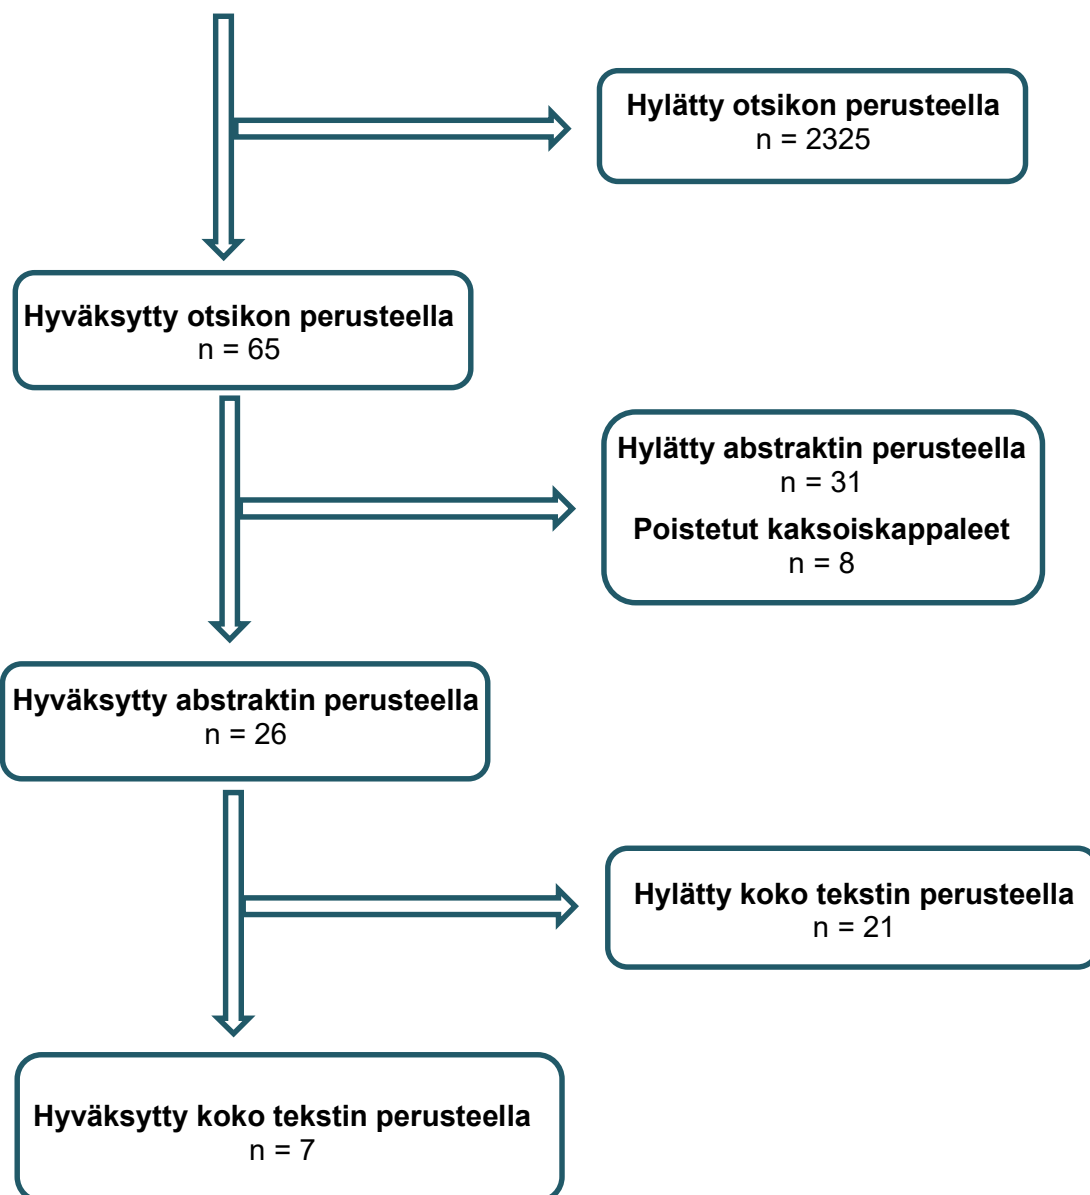 Hylätty otsikon perusteella
n = 2325
Hyväksytty otsikon perusteella
n = 65
Hylätty abstraktin perusteella
n = 31
Poistetut kaksoiskappaleet
n = 8
Hyväksytty abstraktin perusteella
n = 26
Hylätty koko tekstin perusteella
n = 21
Hyväksytty koko tekstin perusteella
n = 7